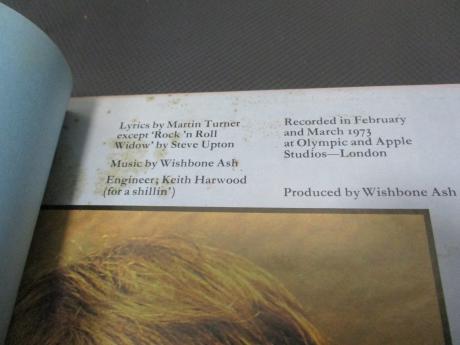 Lyrics by Martin Turner
except 'Rock 'n Roll
Widow' by Steve Upton
Music by Wishbone Ash
Engineer; Keith Harwood
(for a shillin')
Recorded in February
and March 1973
at Olympic and Apple
Studios—London
Produced by Wishbone Ash